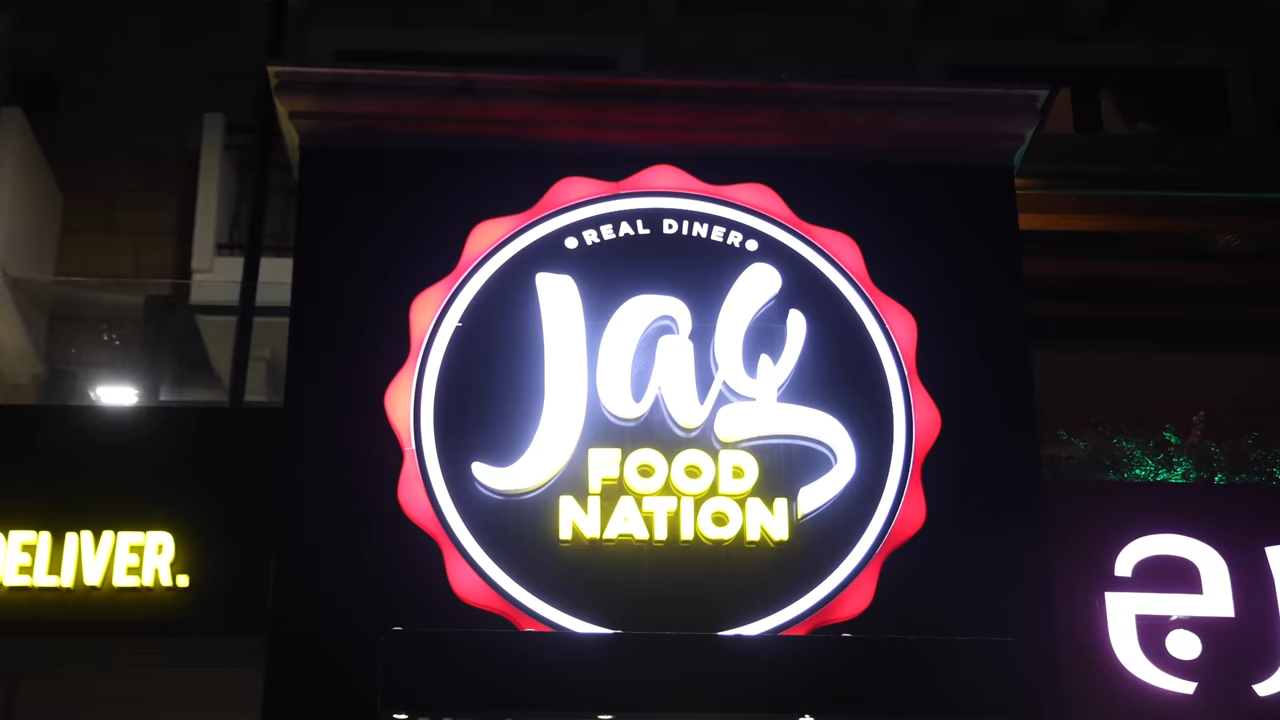 REAL DINER
Jag
FOOD
NATION
DELIVER.